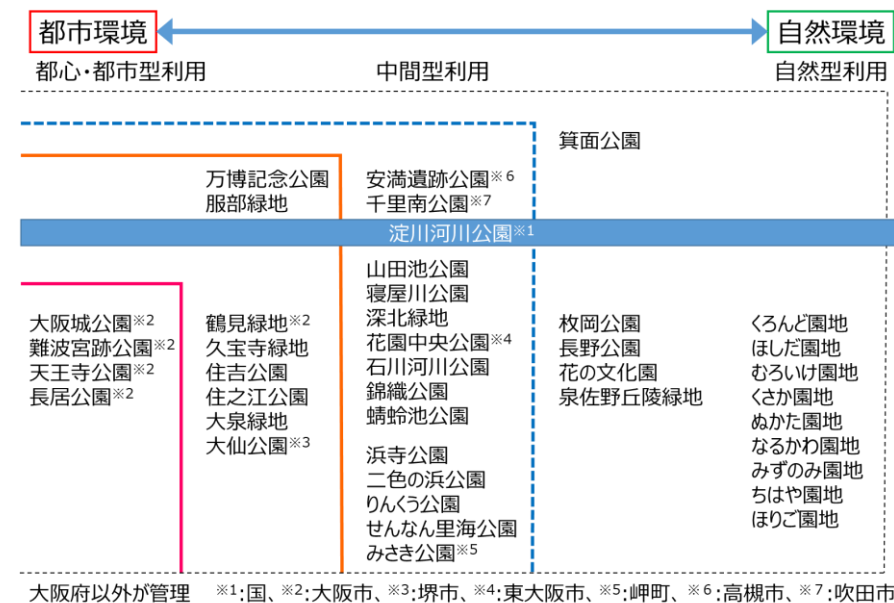 都市環境
自然環境
都心・都市型利用
中間型利用
自然型利用
箕面公園
万博記念公園
服部緑地
安満遺跡公園※6
千里南公園※7
淀川河川公園※1
大阪城公園※2
難波宮跡公園※2
天王寺公園※2
長居公園※2
鶴見緑地※2
久宝寺緑地
住吉公園
住之江公園
大泉緑地
大仙公園※3
山田池公園
寝屋川公園
深北緑地
花園中央公園※4
石川河川公園
錦織公園
蜻蛉池公園
浜寺公園
二色の浜公園
りんくう公園
せんなん里海公園
みさき公園※5
枚岡公園
長野公園
花の文化園
泉佐野丘陵緑地
くろんど園地
ほしだ園地
むろいけ園地
くさか園地
ぬかた園地
なるかわ園地
みずのみ園地
ちはや園地
ほりご園地
大阪府以外が管理 ※1:国、※2:大阪市、※3:堺市、※4:東大阪市、※5:岬町、※6:高槻市、※7:吹田市